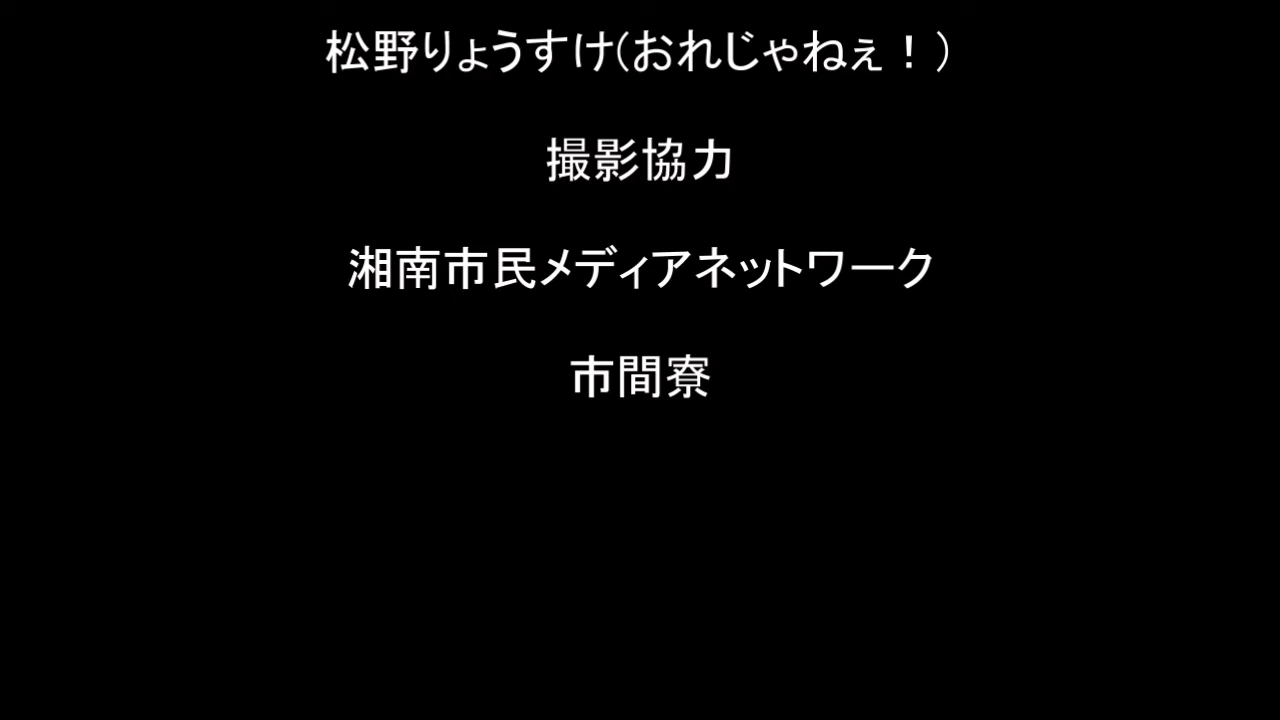 松野りょうすけ(おれじゃねぇ！)
撮影協力
湘南市民メディアネットワーク
市間寮